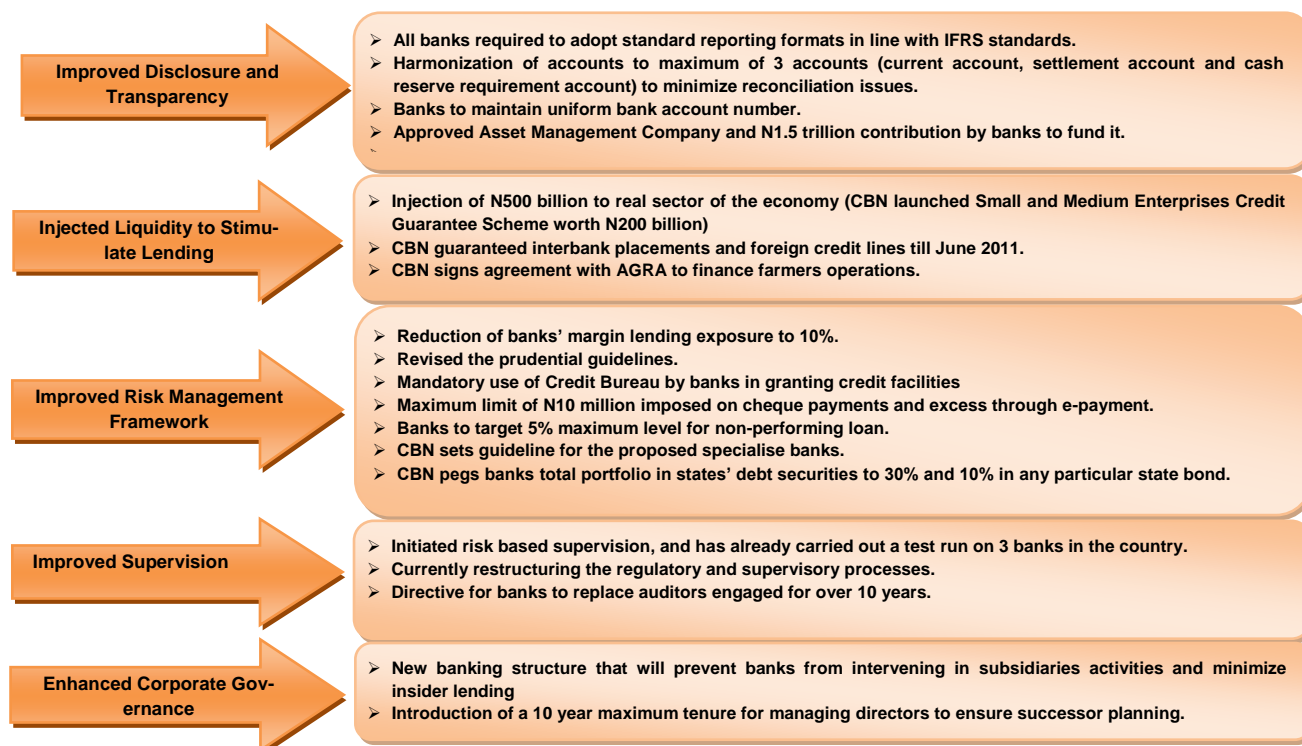 Improved Disclosure and
Transparency
➢ All banks required to adopt standard reporting formats in line with IFRS standards.
➢ Harmonization of accounts to maximum of 3 accounts (current account, settlement account and cash
reserve requirement account) to minimize reconciliation issues.
➢ Banks to maintain uniform bank account number.
➢ Approved Asset Management Company and N1.5 trillion contribution by banks to fund it.
Injected Liquidity to Stimu-
late Lending
➢ Injection of N500 billion to real sector of the economy (CBN launched Small and Medium Enterprises Credit
Guarantee Scheme worth N200 billion)
➢ CBN guaranteed interbank placements and foreign credit lines till June 2011.
➢ CBN signs agreement with AGRA to finance farmers operations.
Improved Risk Management
Framework
➢ Reduction of banks’ margin lending exposure to 10%.
➢ Revised the prudential guidelines.
➢ Mandatory use of Credit Bureau by banks in granting credit facilities
➢ Maximum limit of N10 million imposed on cheque payments and excess through e-payment.
➢ Banks to target 5% maximum level for non-performing loan.
➢ CBN sets guideline for the proposed specialise banks.
➢ CBN pegs banks total portfolio in states’ debt securities to 30% and 10% in any particular state bond.
Improved Supervision
➢ Initiated risk based supervision, and has already carried out a test run on 3 banks in the country.
➢ Currently restructuring the regulatory and supervisory processes.
➢ Directive for banks to replace auditors engaged for over 10 years.
Enhanced Corporate Gov-
ernance
➢ New banking structure that will prevent banks from intervening in subsidiaries activities and minimize
insider lending
➢ Introduction of a 10 year maximum tenure for managing directors to ensure successor planning.